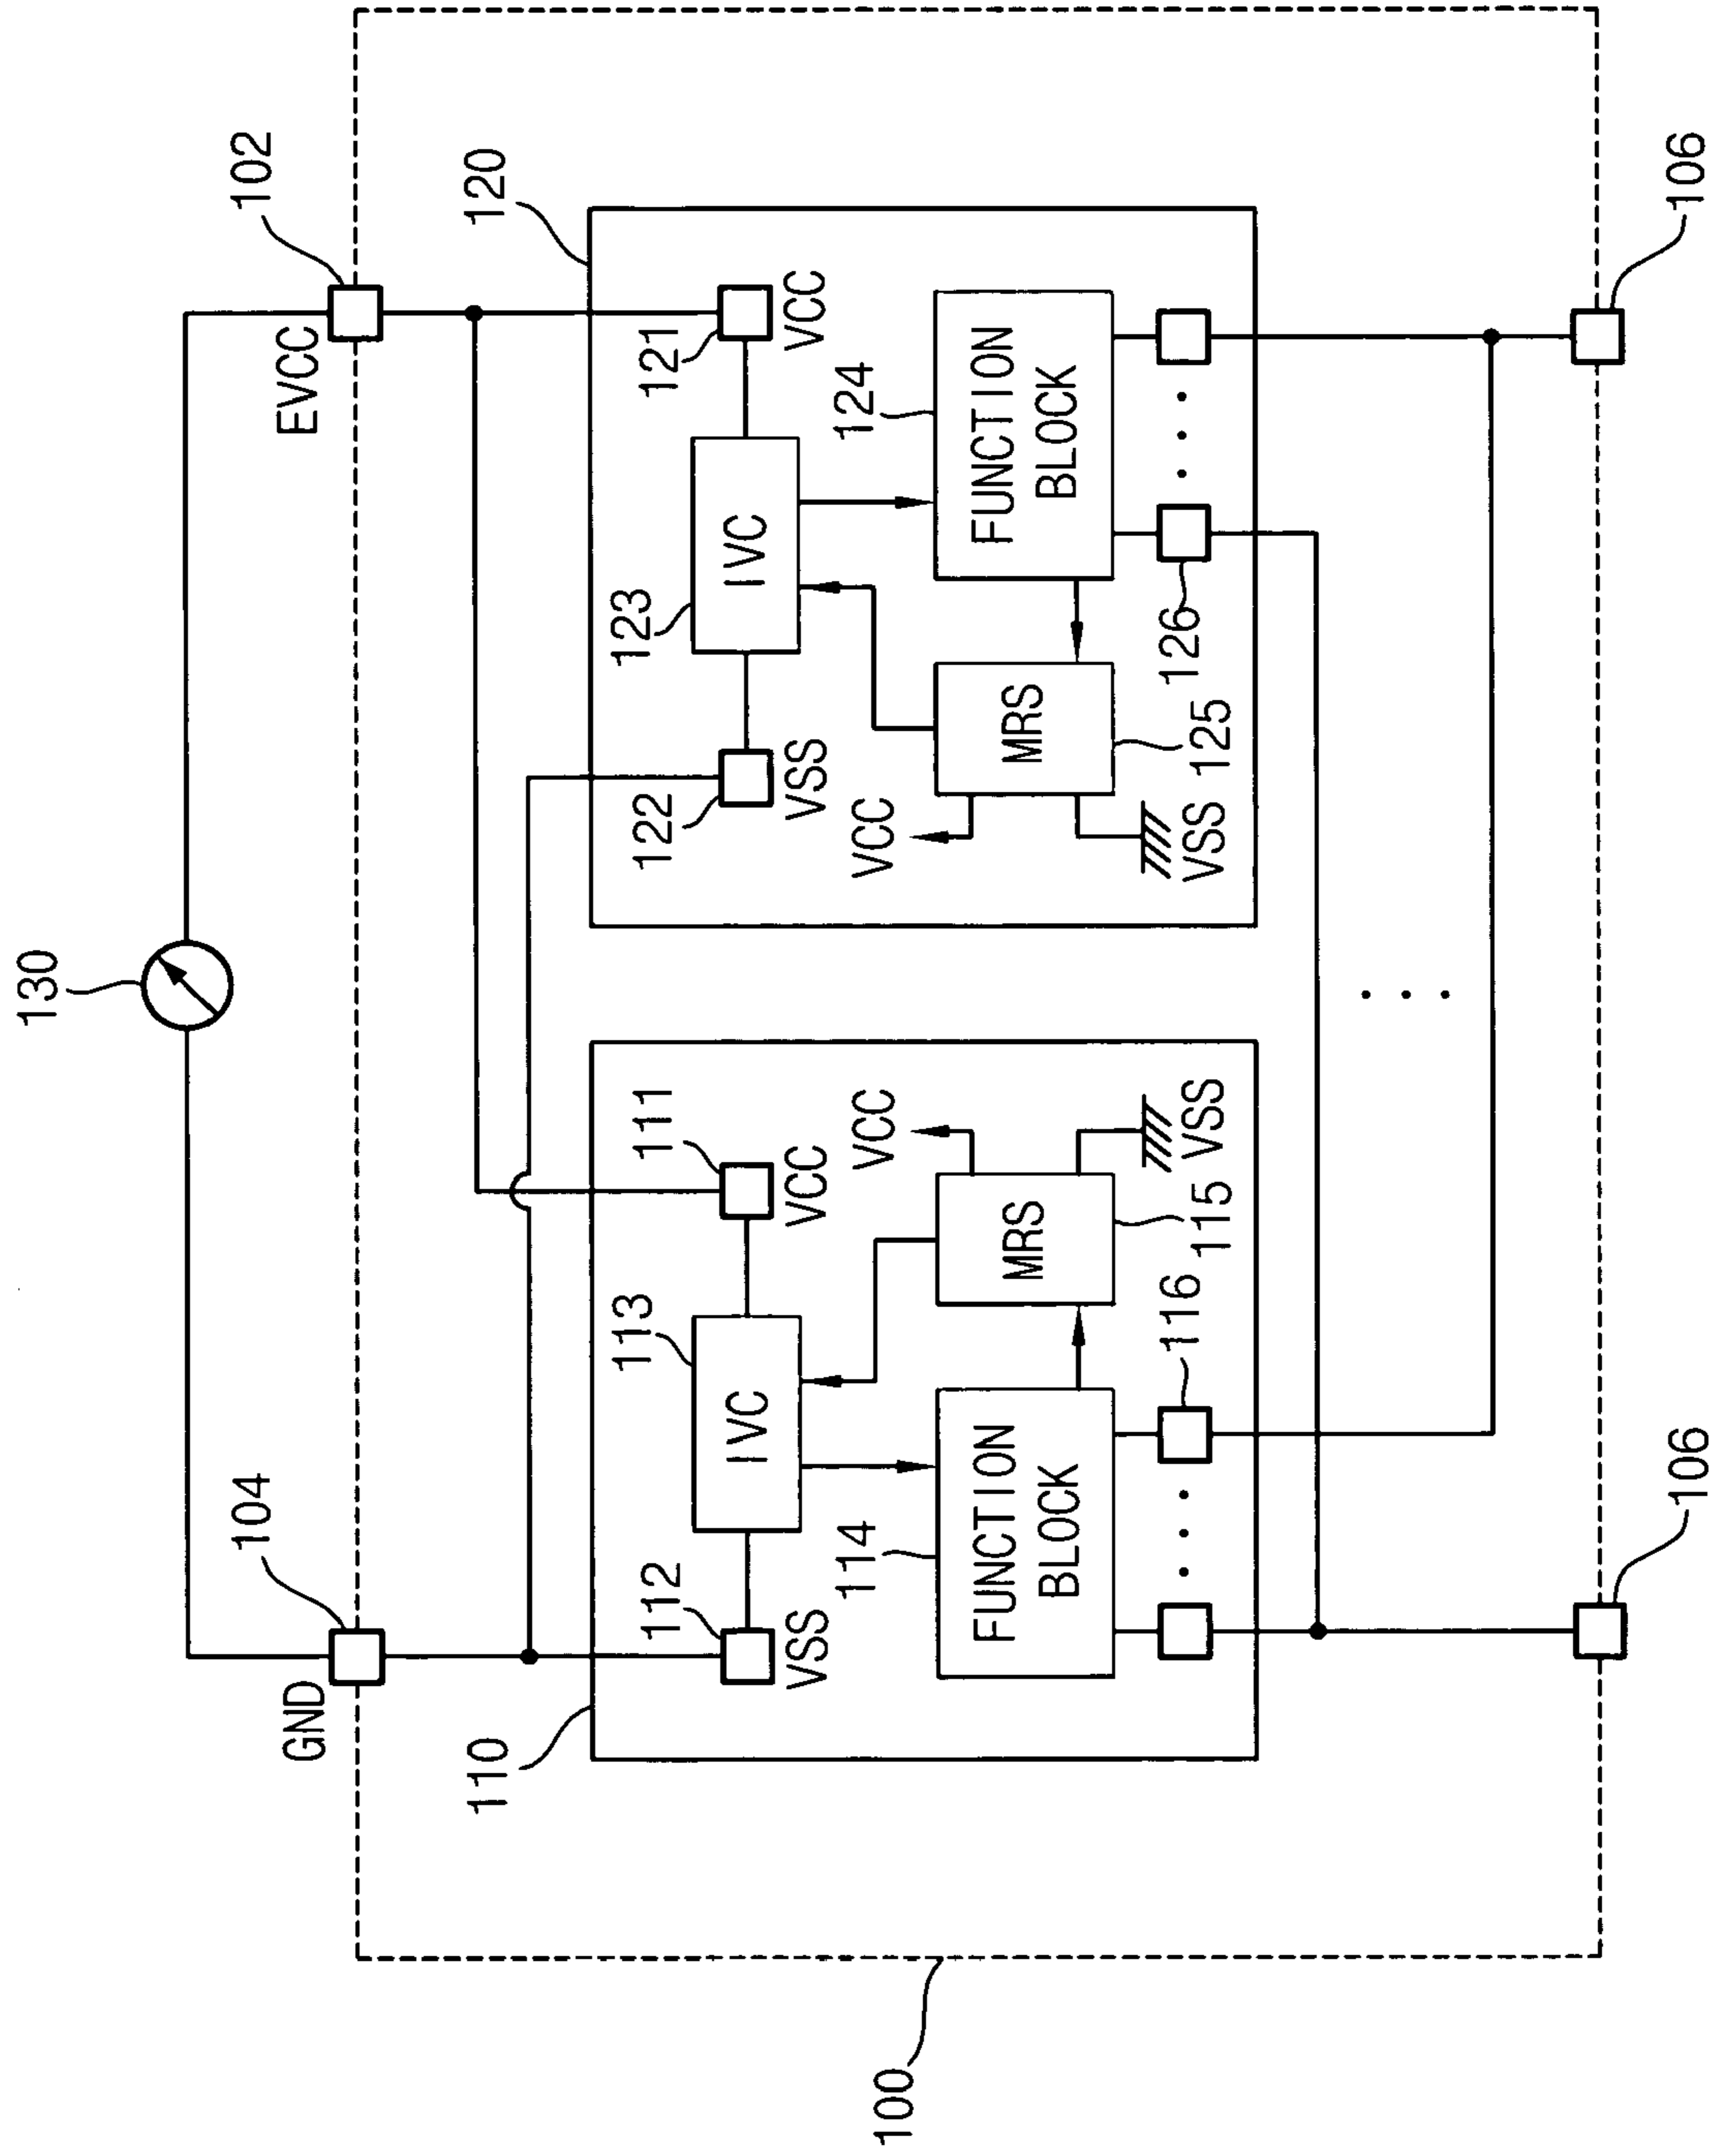 130
104
GND
EVCC
102
110
120
112
VSS
113
IVC
111
VCC
122
VSS
123
IVC
121
VCC
114
FUNCTION
BLOCK
MRS
VCC
VSS
115
116
VCC
VSS
MRS
125
124
FUNCTION
BLOCK
126
100
106
106